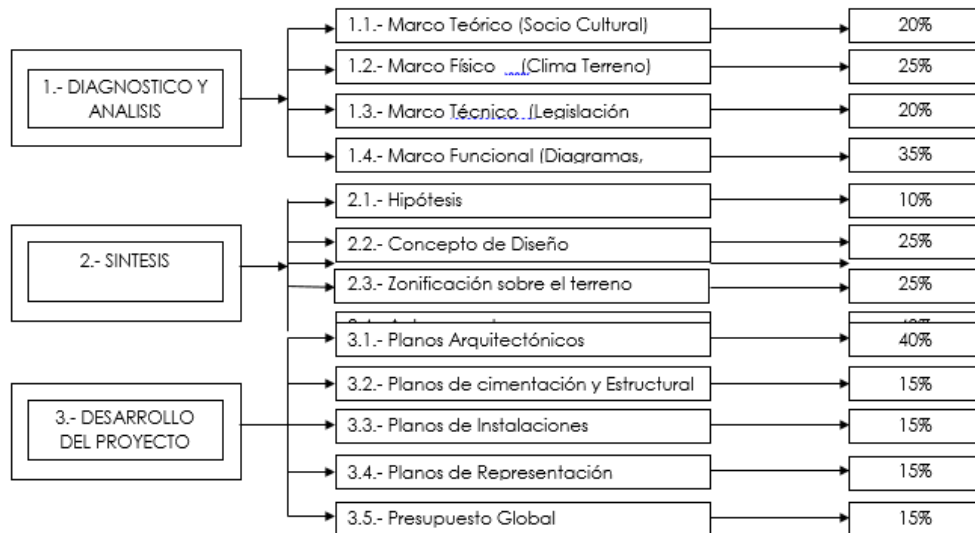 1.1.- Marco Teórico (Socio Cultural) 20%
1.- DIAGNOSTICO Y
ANALISIS
1.2.- Marco Físico (Clima Terreno) 25%
1.3.- Marco Técnico (Legislación 20%
1.4.- Marco Funcional (Diagramas, 35%
2.- SINTESIS
2.1.- Hipótesis 10%
2.2.- Concepto de Diseño 25%
2.3.- Zonificación sobre el terreno 25%
3.- DESARROLLO
DEL PROYECTO
3.1.- Planos Arquitectónicos 40%
3.2.- Planos de cimentación y Estructural 15%
3.3.- Planos de Instalaciones 15%
3.4.- Planos de Representación 15%
3.5.- Presupuesto Global 15%